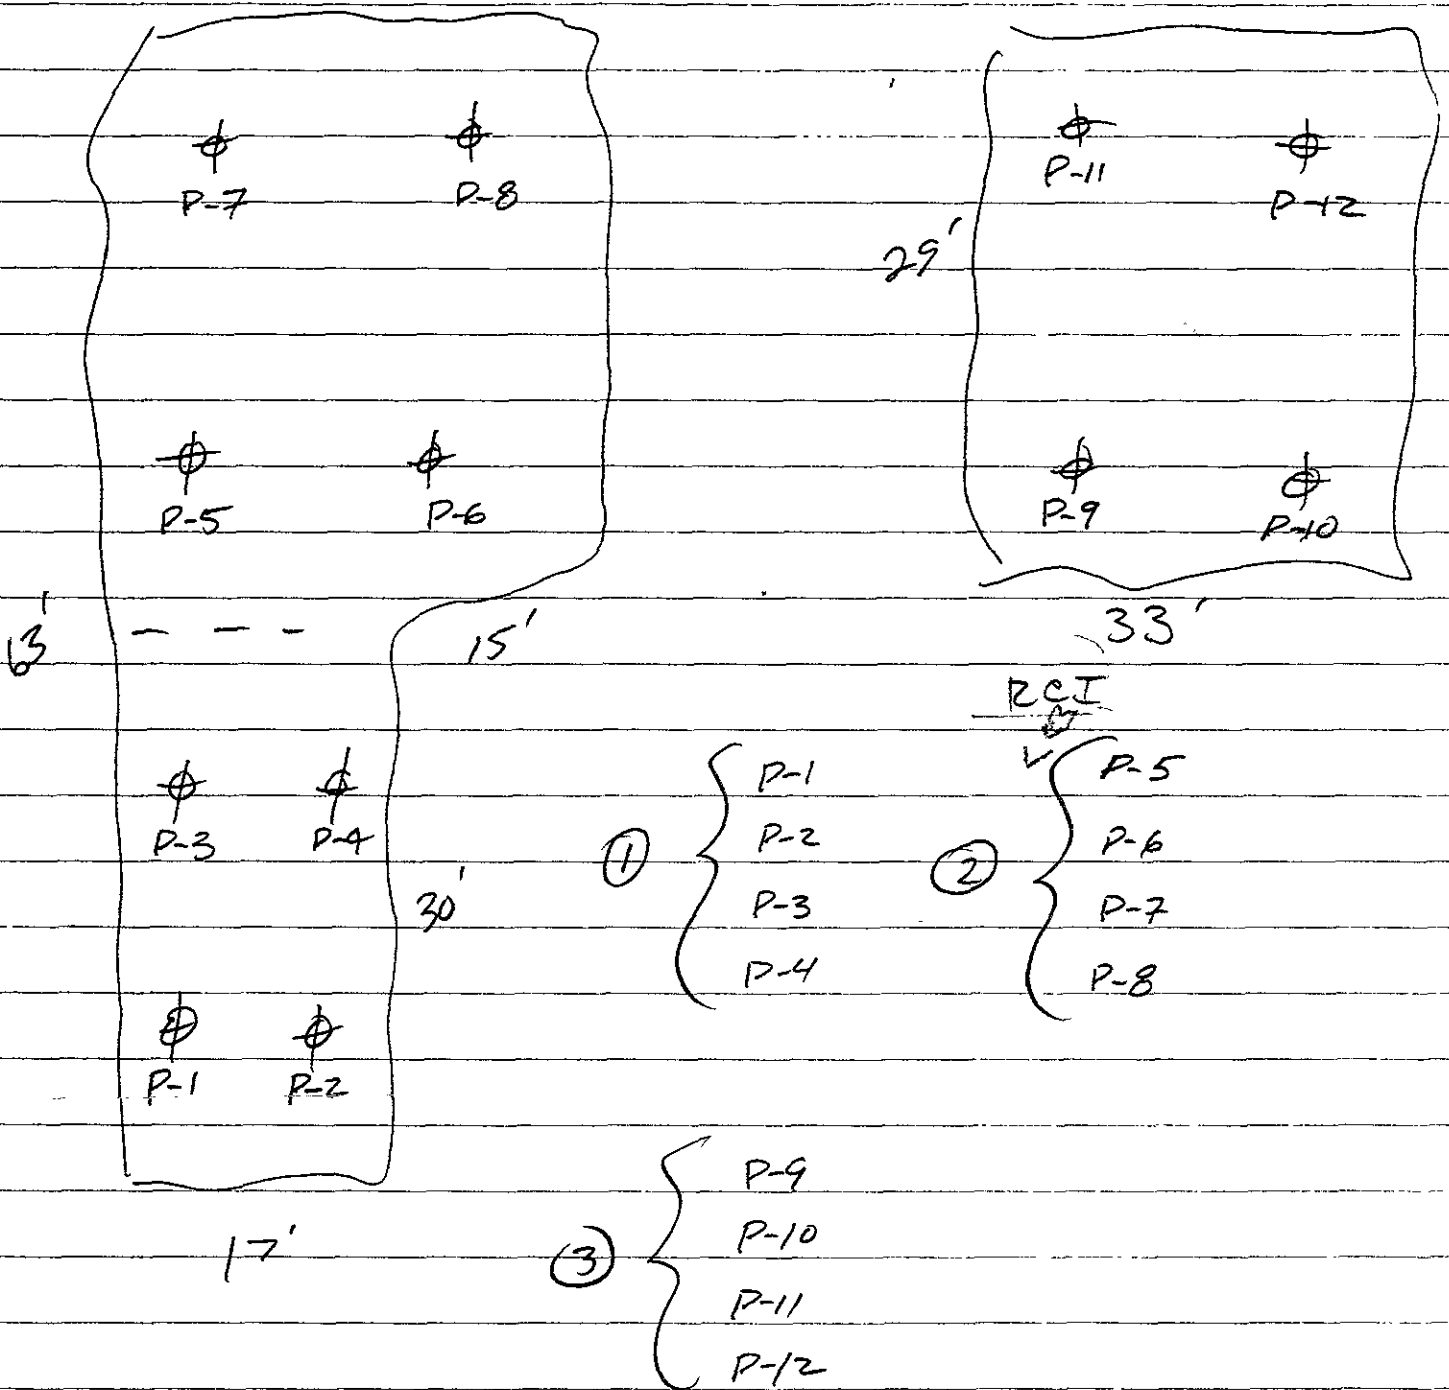 P-7 P-8 P-11 P-12
29'
P-5 P-6 P-9 P-10
63' 15' 33'
RCI
P-3 P-4
30'
P-1 P-2
17'
① P-1
P-2
P-3
P-4
② P-5
P-6
P-7
P-8
③ P-9
P-10
P-11
P-12